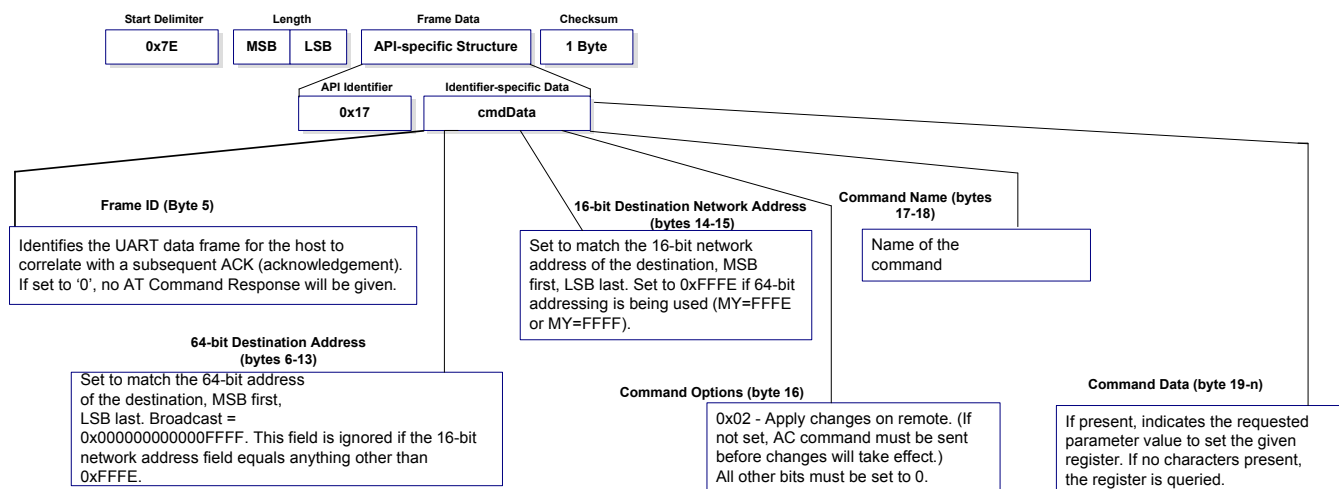 Start Delimiter Length Frame Data Checksum
0x7E MSB LSB API-specific Structure 1 Byte
API Identifier Identifier-specific Data
0x17 cmdData
Frame ID (Byte 5)
Identifies the UART data frame for the host to
correlate with a subsequent ACK (acknowledgement).
If set to ‘0’, no AT Command Response will be given.
16-bit Destination Network Address
(bytes 14-15)
Set to match the 16-bit network
address of the destination, MSB
first, LSB last. Set to 0xFFFE if 64-bit
addressing is being used (MY=FFFE
or MY=FFFF).
Command Name (bytes
17-18)
Name of the
command
64-bit Destination Address
(bytes 6-13)
Set to match the 64-bit address
of the destination, MSB first,
LSB last. Broadcast =
0x000000000000FFFF. This field is ignored if the 16-bit
network address field equals anything other than
0xFFFE.
Command Options (byte 16)
0x02 - Apply changes on remote. (If
not set, AC command must be sent
before changes will take effect.)
All other bits must be set to 0.
Command Data (byte 19-n)
If present, indicates the requested
parameter value to set the given
register. If no characters present,
the register is queried.